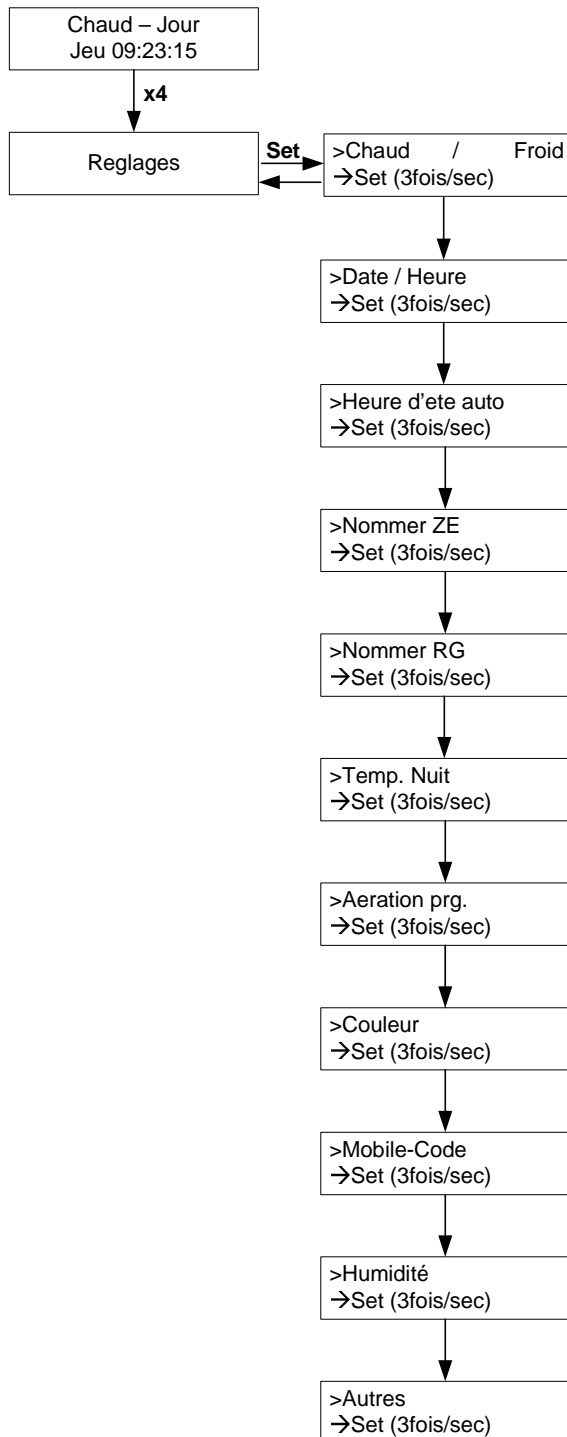 Chaud – Jour
Jeu 09:23:15
x4
Reglages
Set
>Chaud / Froid
→Set (3fois/sec)
>Date / Heure
→Set (3fois/sec)
>Heure d'ete auto
→Set (3fois/sec)
>Nommer ZE
→Set (3fois/sec)
>Nommer RG
→Set (3fois/sec)
>Temp. Nuit
→Set (3fois/sec)
>Aeration prg.
→Set (3fois/sec)
>Couleur
→Set (3fois/sec)
>Mobile-Code
→Set (3fois/sec)
>Humidité
→Set (3fois/sec)
>Autres
→Set (3fois/sec)